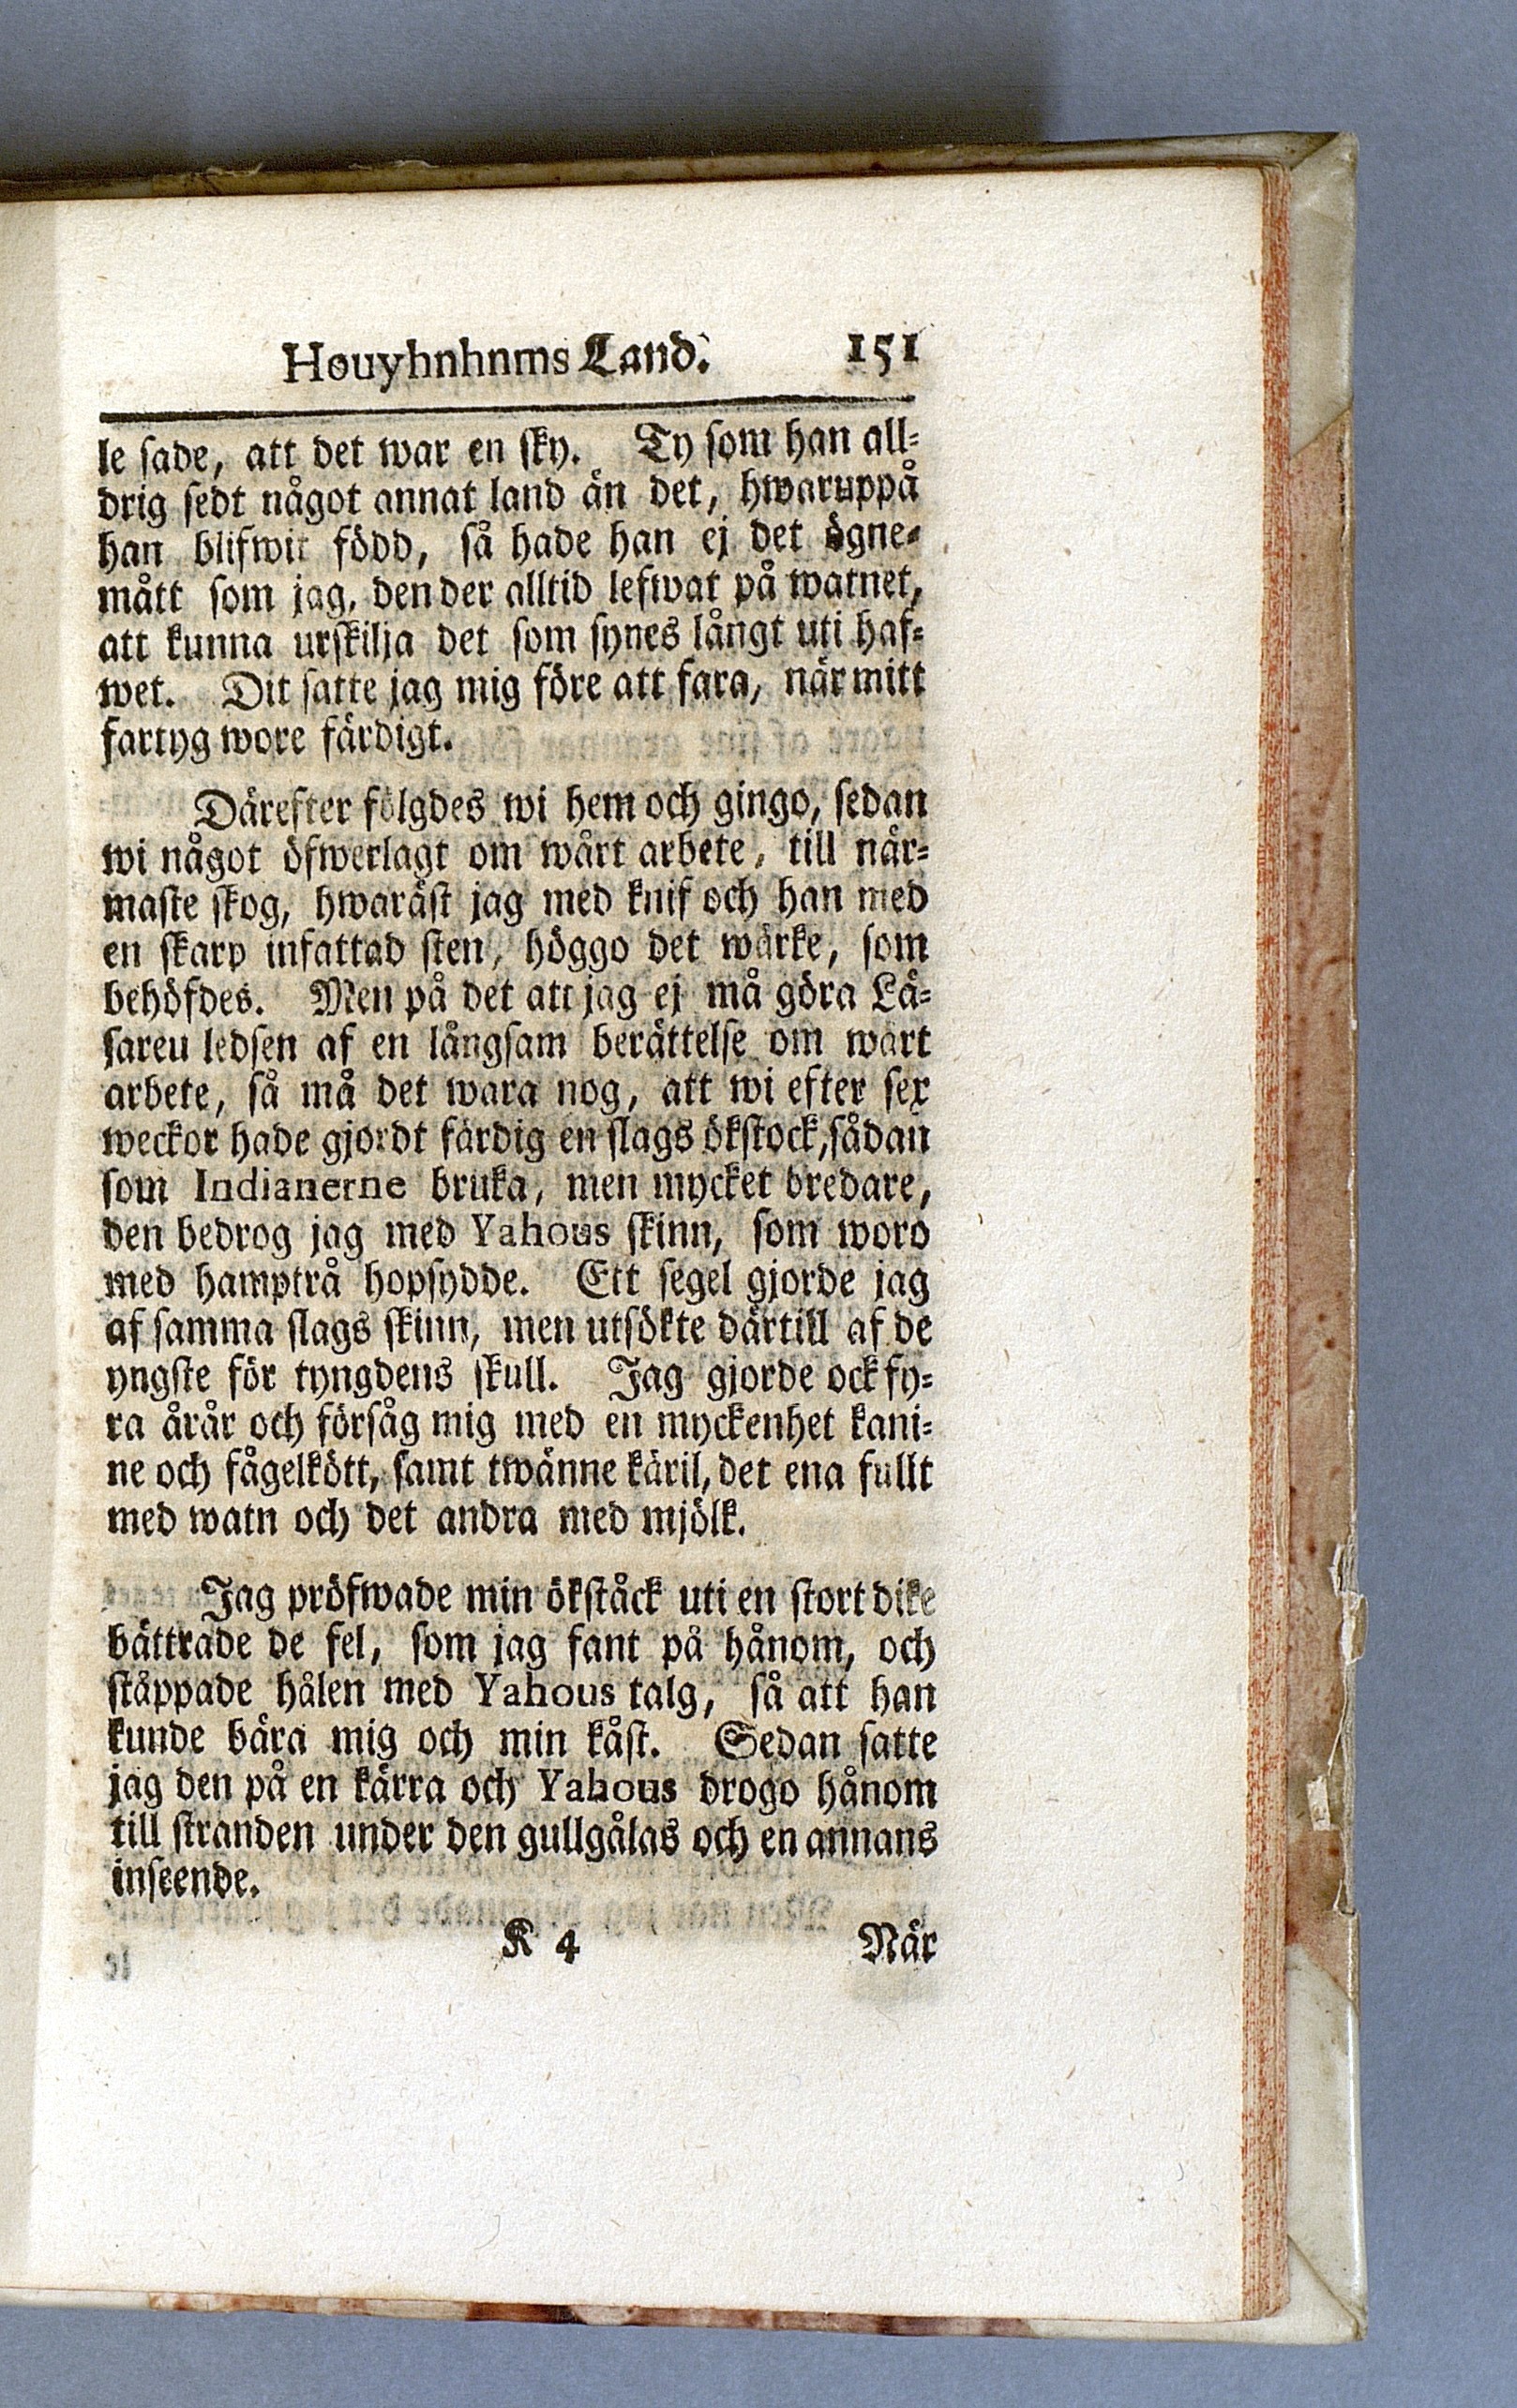 Houyhnhnms Land. 151
le sade, att det war en sky. Ty som han all-
drig sedt något annat land än det, hwaruppå
han blifwit född, så hade han ej det ögne-
mått som jag, den der alltid lefwat på watnet,
att kunna urskilja det som synes långt uti haf-
wet. Dit satte jag mig före att fara, när mitt
fartyg wore färdigt.
Därefter följdes wi hem och gingo, sedan
wi något öfwerlagt om wårt arbete, till när-
maste skog, hwaräst jag med knif och han med
en skarp infattad sten, höggo det wärke, som
behöfdes. Men på det att jag ej må göra Lä-
sareu ledsen af en långsam berättelse om wart
arbete, så må det wara nog, att wi efter sex
weckor hade gjordt färdig en slags ökstock, sådan
som Indianerne bruka, men mycket bredare,
den bedrog jag med Yahous skinn, som woro
med hamptrå hopsydde. Ett segel gjorde jag
af samma slags skinn, men utsökte därtill af de
yngste för tyngdens skull. Jag gjorde ock fy-
ra årår och försåg mig med en myckenhet kani-
ne och fågelkött, samt twänne käril, det ena fullt
med watn och det andra med mjölk.
Jag pröfwade min ökståck uti en stort dike
bättrade de fel, som jag fant på hånom, och
ståppade hålen med Yahous talg, så att han
kunde bära mig och min kåst. Sedan satte
jag den på en kärra och Yahous drogo hånom
till stranden under den gullgålas och en annans
inseende.
K 4 När